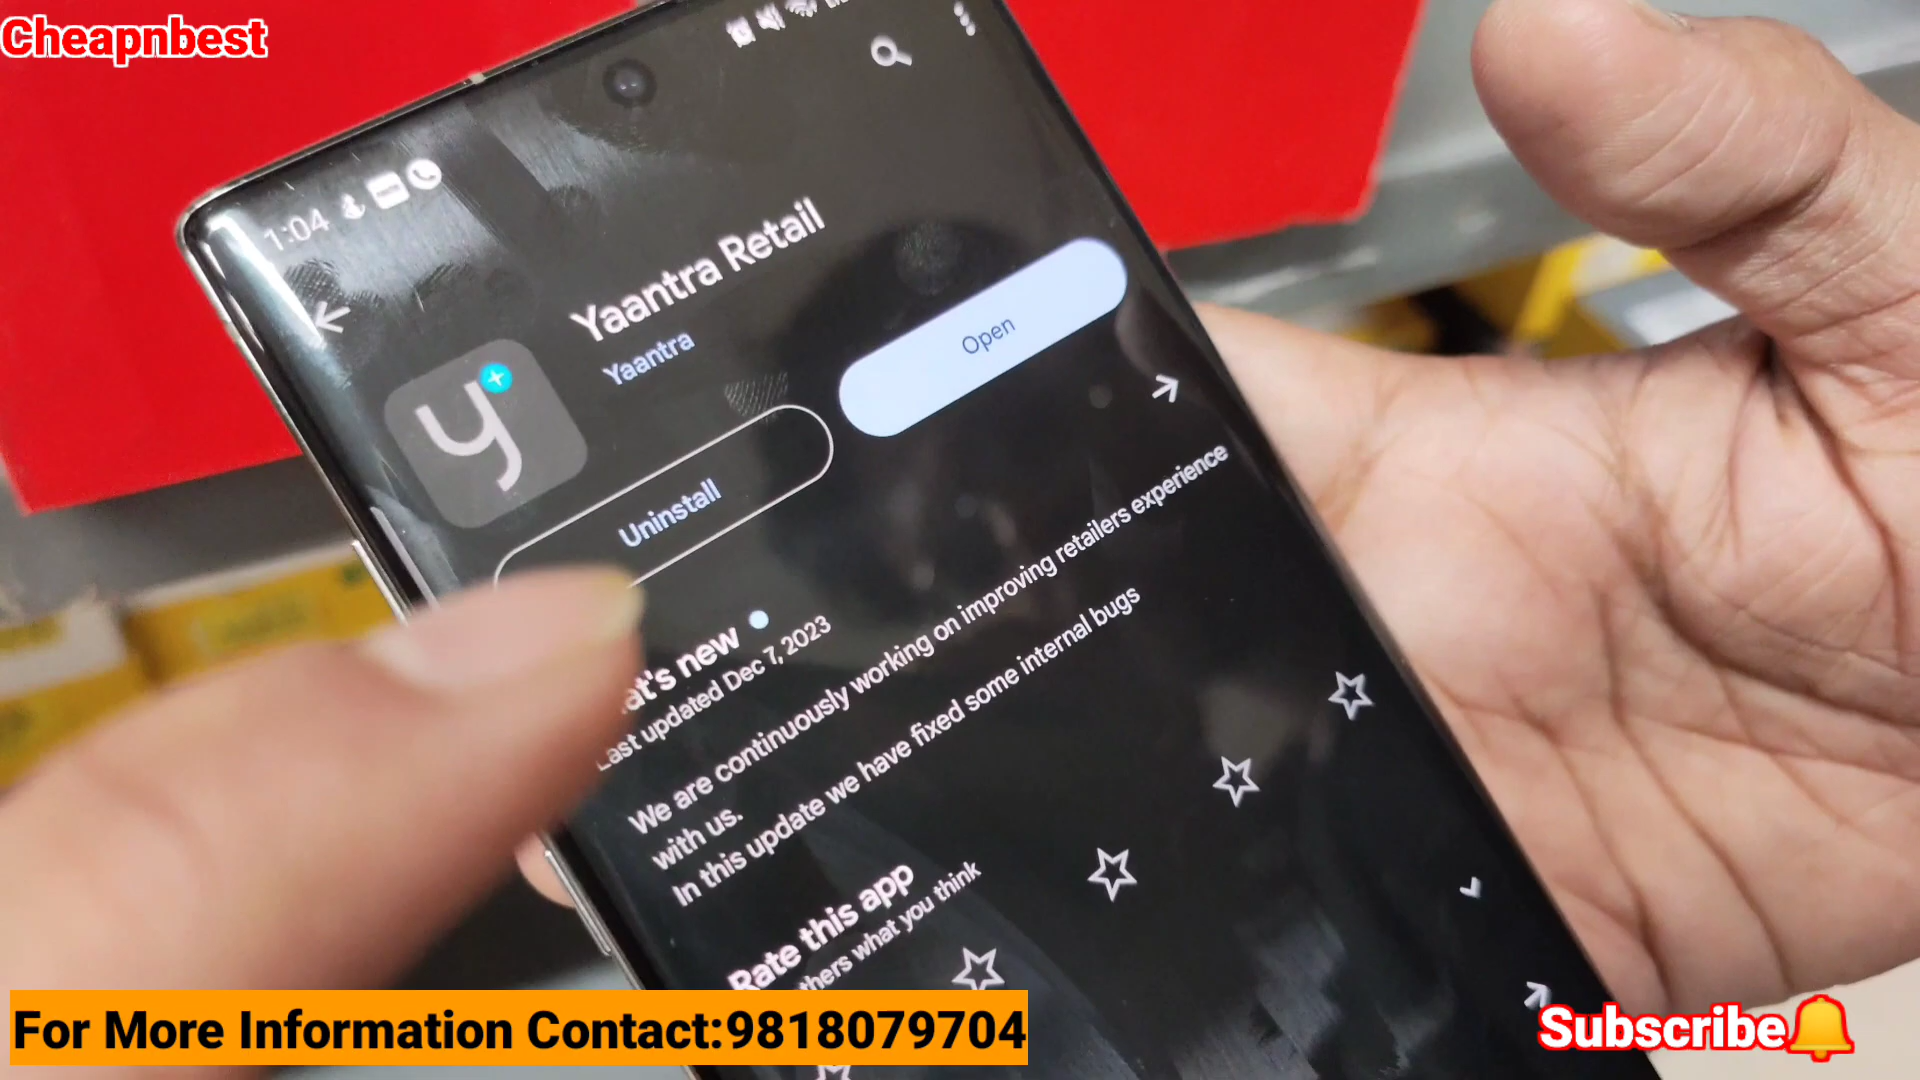 Cheapnbest
1:04
Yaantra Retail
Yaantra
Uninstall
Open
at's new
Last updated Dec 7, 2023
We are continuously working on improving retailers experience
with us.
In this update we have fixed some internal bugs
Rate this app
thers what you think
For More Information Contact:9818079704
Subscribe